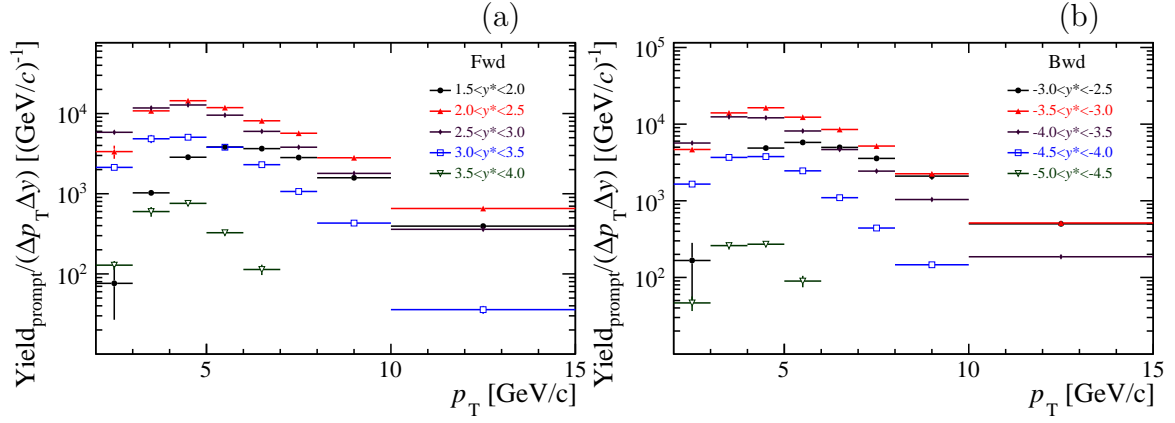 (a)
Yield_prompt/(Δp_TΔy) [(GeV/c)^-1]
10^4
10^3
10^2
Fwd
1.5<y*<2.0
2.0<y*<2.5
2.5<y*<3.0
3.0<y*<3.5
3.5<y*<4.0
5 10 15
p_T [GeV/c]
(b)
Yield_prompt/(Δp_TΔy) [(GeV/c)^-1]
10^5
10^4
10^3
10^2
Bwd
-3.0<y*<-2.5
-3.5<y*<-3.0
-4.0<y*<-3.5
-4.5<y*<-4.0
-5.0<y*<-4.5
5 10 15
p_T [GeV/c]